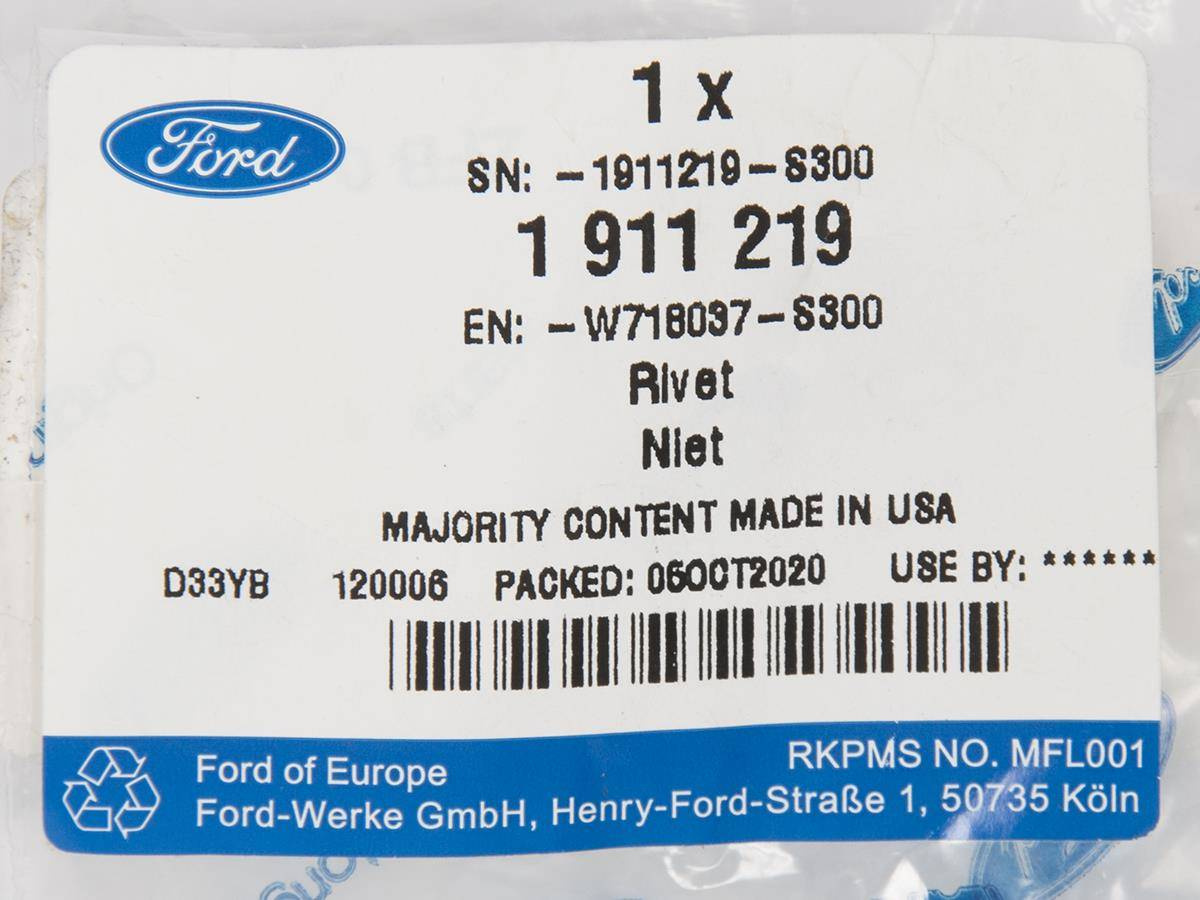 Ford
1 x
SN: -1911219-S300
1 911 219
EN: -W718037-S300
Rivet
Niet
MAJORITY CONTENT MADE IN USA
D33YB 120006 PACKED: 06OCT2020 USE BY: ******
RKPMS NO. MFL001
Ford of Europe
Ford-Werke GmbH, Henry-Ford-Straße 1, 50735 Köln